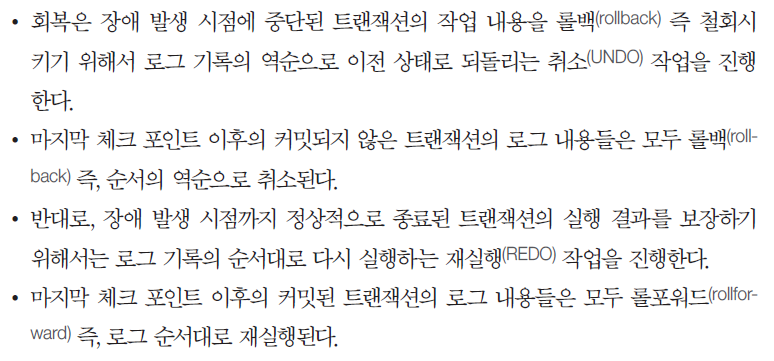 • 회복은 장애 발생 시점에 중단된 트랜잭션의 작업 내용을 롤백(rollback) 즉 철회시
키기 위해서 로그 기록의 역순으로 이전 상태로 되돌리는 취소(UNDO) 작업을 진행
한다.
• 마지막 체크 포인트 이후의 커밋되지 않은 트랜잭션의 로그 내용들은 모두 롤백(roll-
back) 즉, 순서의 역순으로 취소된다.
• 반대로, 장애 발생 시점까지 정상적으로 종료된 트랜잭션의 실행 결과를 보장하기
위해서는 로그 기록의 순서대로 다시 실행하는 재실행(REDO) 작업을 진행한다.
• 마지막 체크 포인트 이후의 커밋된 트랜잭션의 로그 내용들은 모두 롤포워드(rollfor-
ward) 즉, 로그 순서대로 재실행된다.